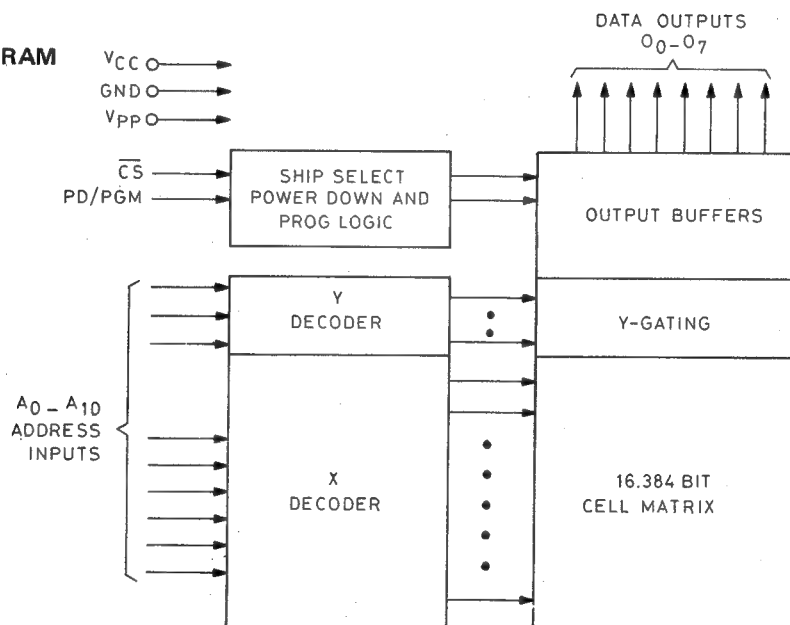 RAM
VCC
GND
VPP
CS
PD/PGM
SHIP SELECT
POWER DOWN AND
PROG LOGIC
DATA OUTPUTS
O0-O7
OUTPUT BUFFERS
Y
DECODER
Y-GATING
A0 – A10
ADDRESS
INPUTS
X
DECODER
16.384 BIT
CELL MATRIX